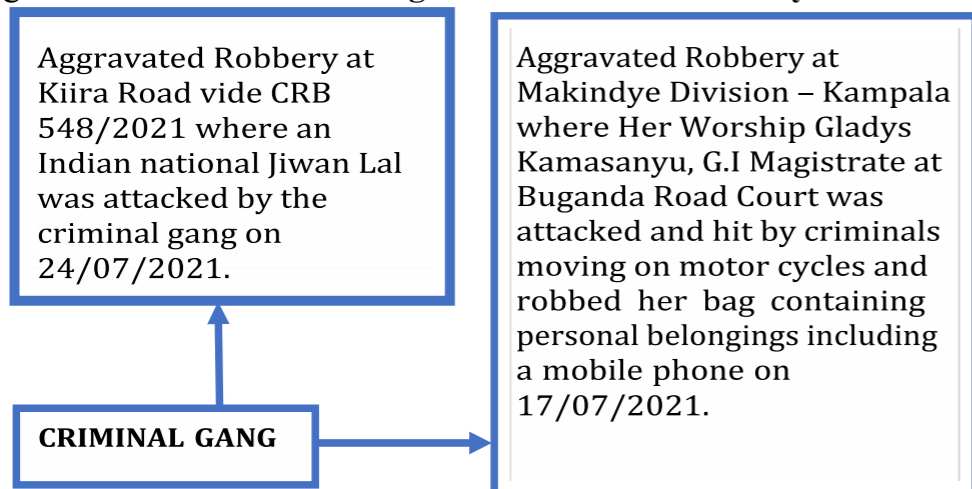 Aggravated Robbery at
Kiira Road vide CRB
548/2021 where an
Indian national Jiwan Lal
was attacked by the
criminal gang on
24/07/2021.
Aggravated Robbery at
Makindye Division – Kampala
where Her Worship Gladys
Kamasanyu, G.I Magistrate at
Buganda Road Court was
attacked and hit by criminals
moving on motor cycles and
robbed her bag containing
personal belongings including
a mobile phone on
17/07/2021.
CRIMINAL GANG